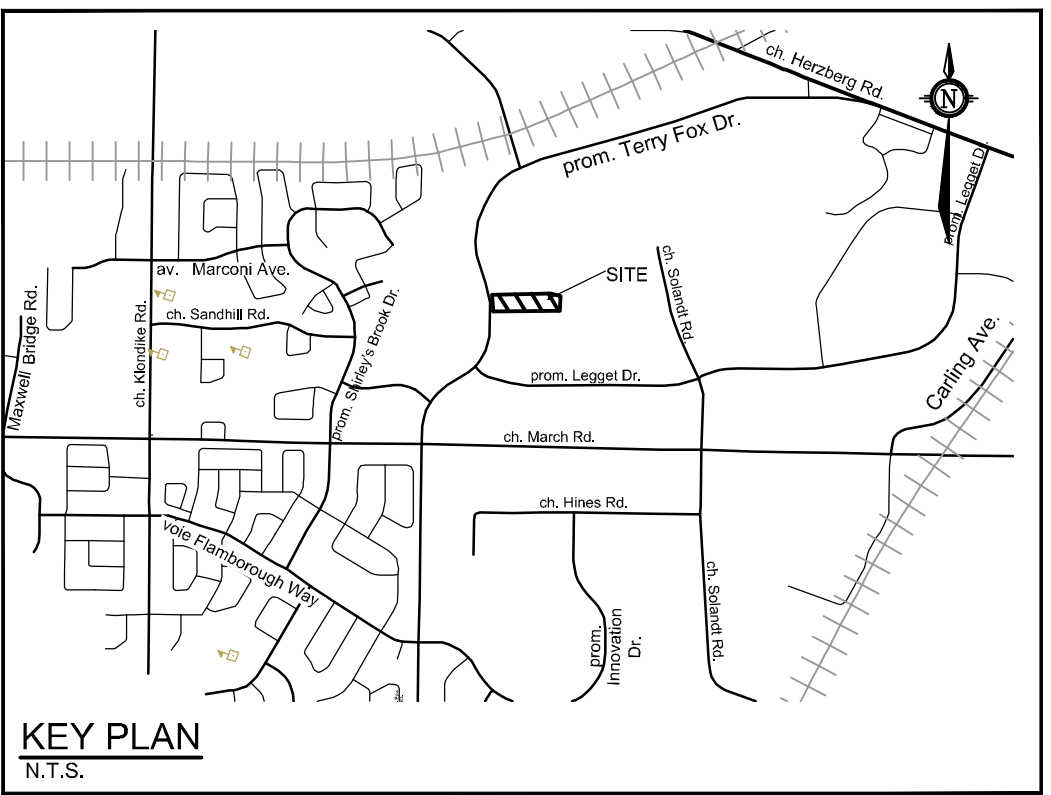 ch. Herzberg Rd.
N
prom. Terry Fox Dr.
prom. Legget Dr.
av. Marconi Ave.
SITE
ch. Solandt Rd
ch. Sandhill Rd.
Maxwell Bridge Rd.
ch. Klondike Rd.
prom. Shirley's Brook Dr.
prom. Legget Dr.
Carling Ave.
ch. March Rd.
ch. Hines Rd.
voie Flamborough Way
ch. Solandt Rd.
prom.
Innovation
Dr.
KEY PLAN
N.T.S.